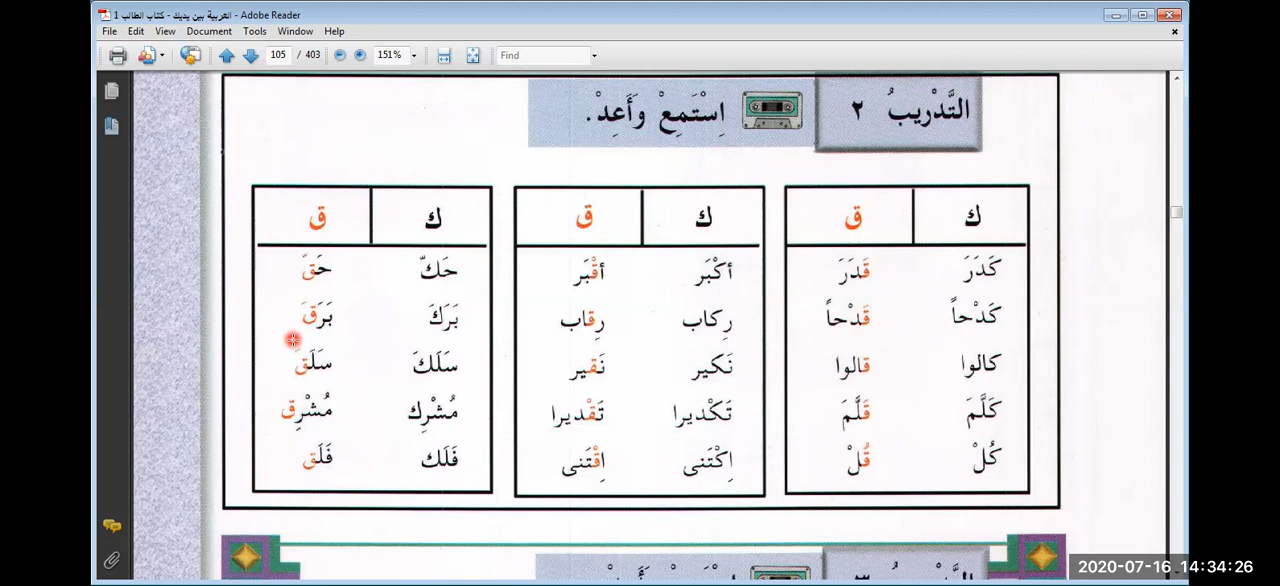 العربية بين يديك - كتاب الطالب 1 - Adobe Reader
File Edit View Document Tools Window Help
105 / 403 151% Find
التَّدْرِيبُ ٢ اِسْتَمِعْ وَأَعِدْ.
ك ق ك ق ك ق
كَدَرَ قَدَرَ أكْبَر أقْبَر حَكّ حَقّ
كَدْحاً قَدْحاً رِكاب رِقاب بَرَكَ بَرَقَ
كالوا قالوا نَكير نَقير سَلَكَ سَلَقَ
كَلَّمَ قَلَّمَ تَكْديرا تَقْديرا مُشْرِك مُشْرِق
كُلْ قُلْ اِكْتَنى اِقْتَنى فَلَك فَلَق
2020-07-16 14:34:26